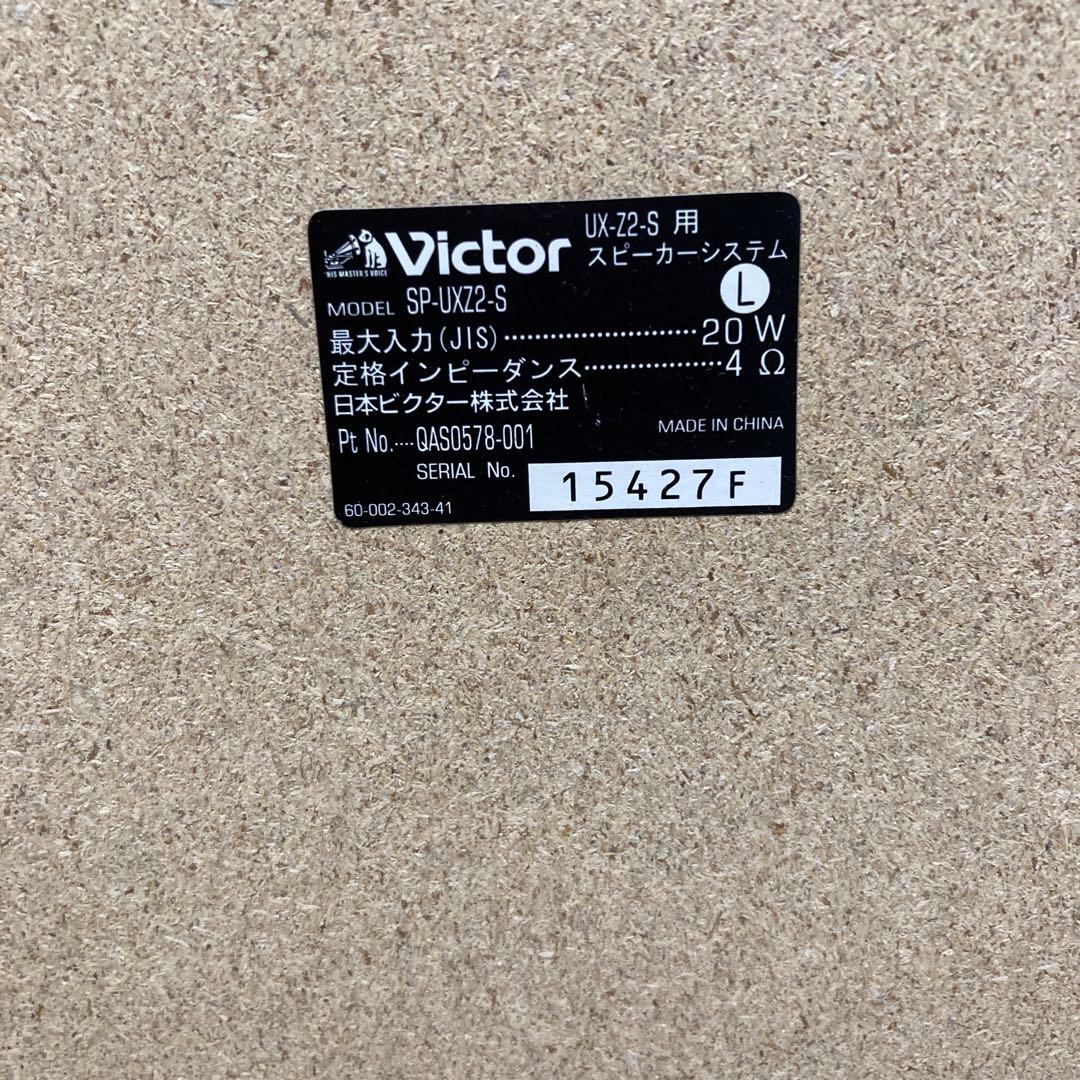 HIS MASTER'S VOICE
Victor
UX-Z2-S 用
スピーカーシステム
L
MODEL SP-UXZ2-S
最大入力(JIS)························20 W
定格インピーダンス·················4 Ω
日本ビクター株式会社
Pt No.····QAS0578-001
MADE IN CHINA
SERIAL No. 15427F
60-002-343-41